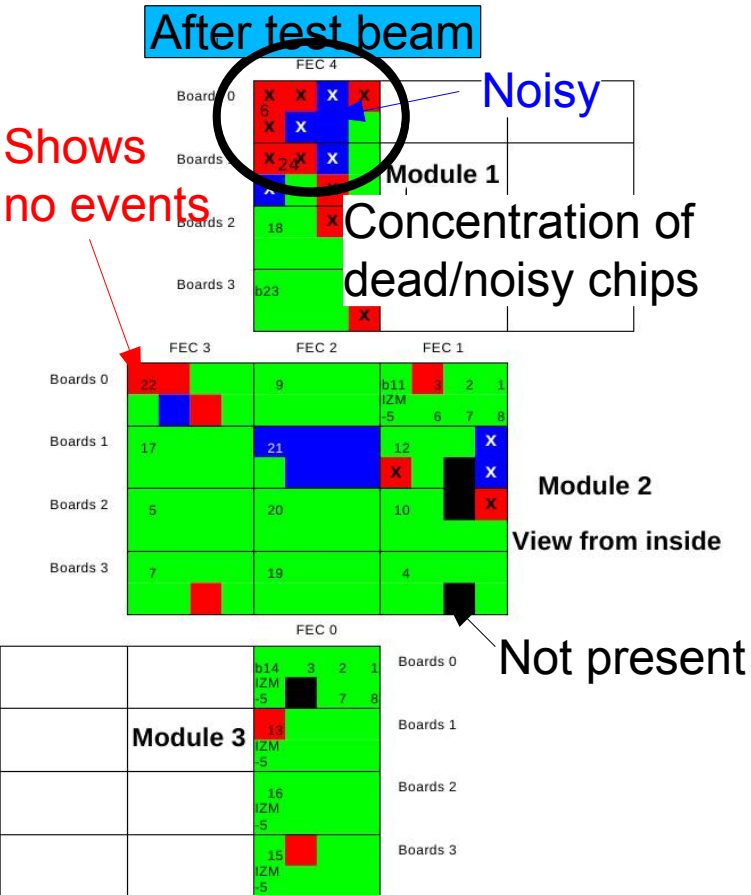 After test beam
FEC 4
Noisy
Boards 0
X X X X
6
X X
Shows
no events
Boards
X 24 X X
X X
Module 1
Boards 2
18 X
Concentration of
dead/noisy chips
Boards 3
b23
X
FEC 3 FEC 2 FEC 1
Boards 0
22 9 b11 3 2 1
IZM
-5 6 7 8
Boards 1
17 21 12 X
X X
Module 2
Boards 2
5 20 10 X
View from inside
Boards 3
7 19 4
FEC 0
Not present
b14 3 2 1 Boards 0
IZM
-5 7 8
Module 3
13 Boards 1
IZM
-5
16 Boards 2
IZM
-5
15 Boards 3
IZM
-5